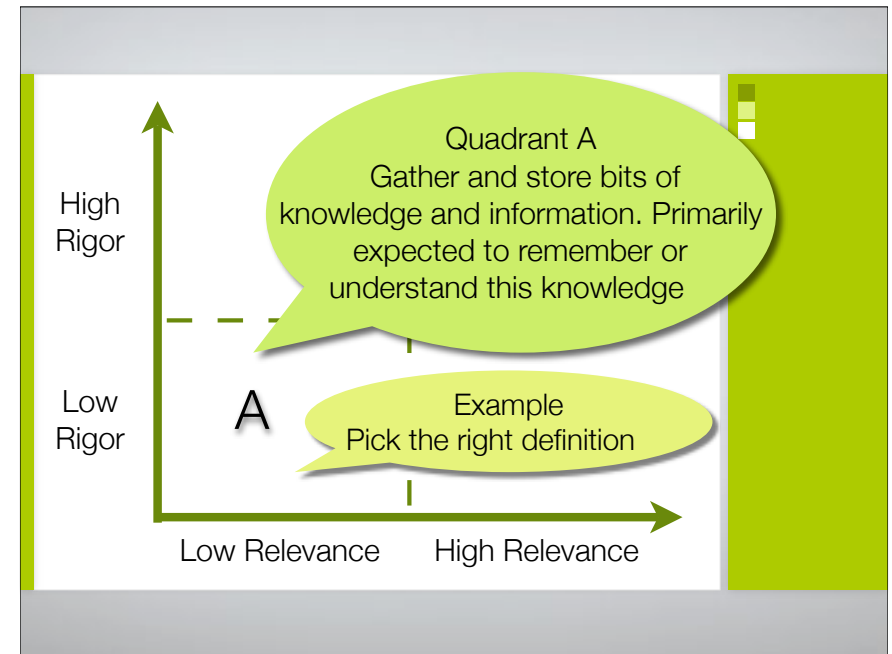 Quadrant A
Gather and store bits of
knowledge and information. Primarily
expected to remember or
understand this knowledge
High
Rigor
Low
Rigor
A
Example
Pick the right definition
Low Relevance
High Relevance